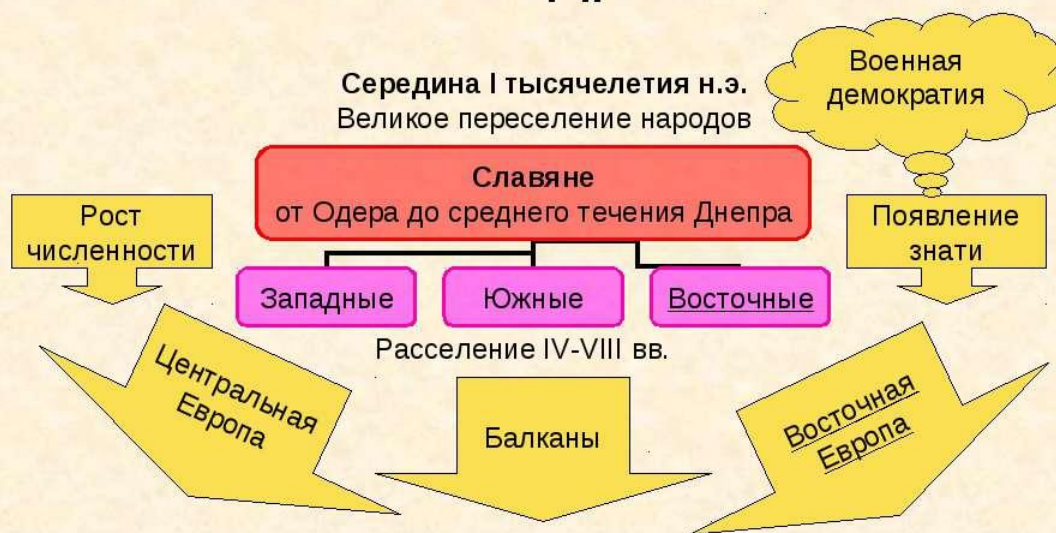 Середина I тысячелетия н.э.
Великое переселение народов
Военная
демократия
Славяне
от Одера до среднего течения Днепра
Рост
численности
Появление
знати
Западные
Южные
Восточные
Расселение IV-VIII вв.
Центральная
Европа
Балканы
Восточная
Европа